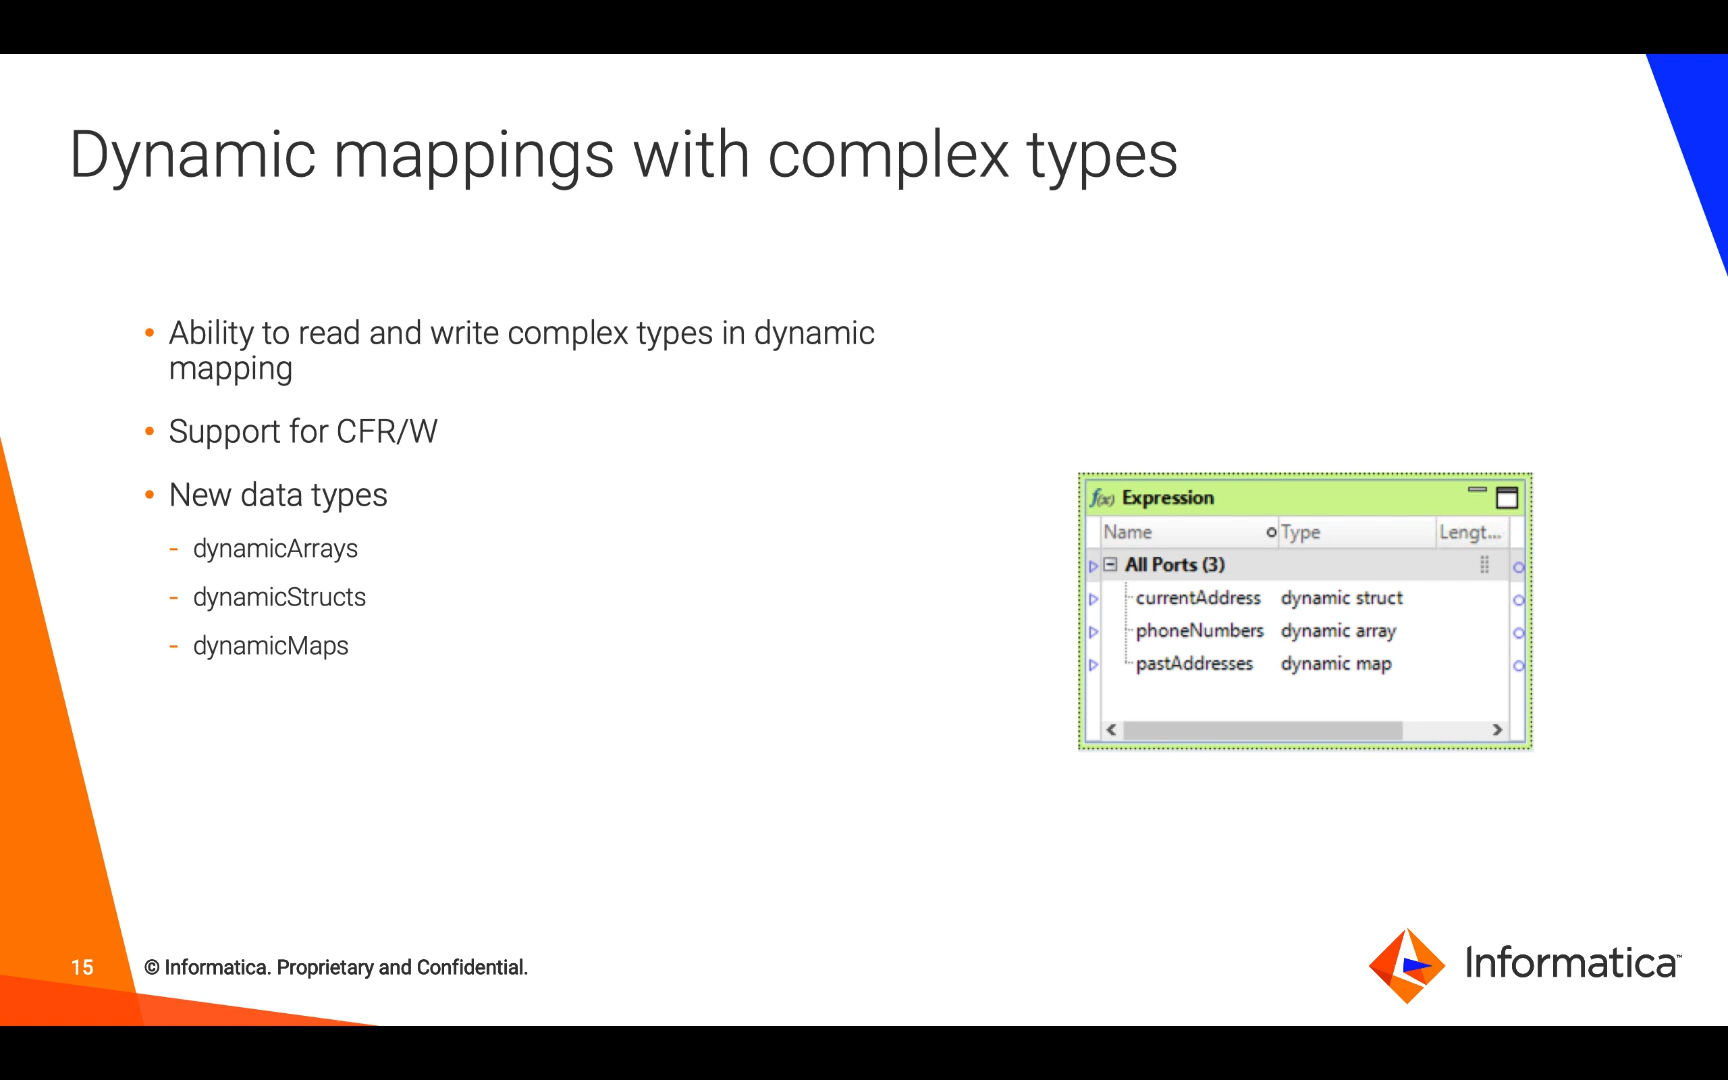 Dynamic mappings with complex types
• Ability to read and write complex types in dynamic
mapping
• Support for CFR/W
• New data types
- dynamicArrays
- dynamicStructs
- dynamicMaps
f(x) Expression
Name Type Lengt...
All Ports (3)
currentAddress dynamic struct
phoneNumbers dynamic array
pastAddresses dynamic map
15 © Informatica. Proprietary and Confidential.
Informatica™